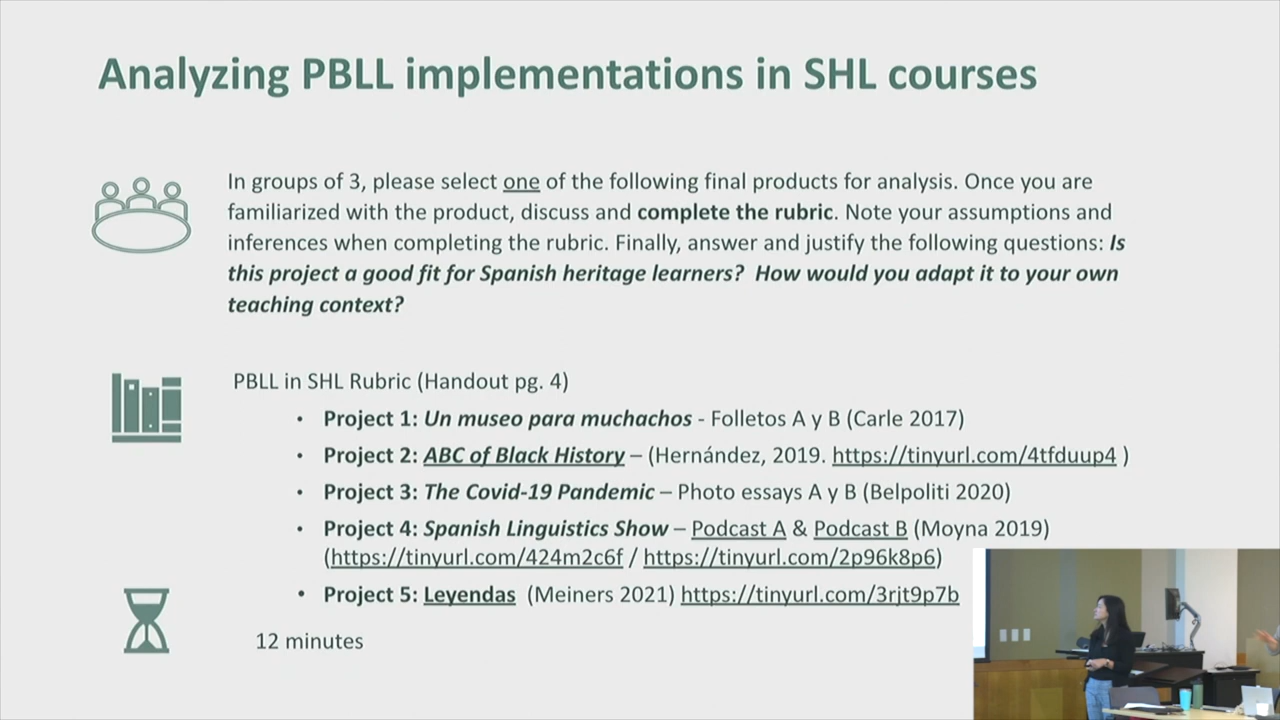 Analyzing PBLL implementations in SHL courses
In groups of 3, please select one of the following final products for analysis. Once you are
familiarized with the product, discuss and complete the rubric. Note your assumptions and
inferences when completing the rubric. Finally, answer and justify the following questions: Is
this project a good fit for Spanish heritage learners? How would you adapt it to your own
teaching context?
PBLL in SHL Rubric (Handout pg. 4)
• Project 1: Un museo para muchachos - Folletos A y B (Carle 2017)
• Project 2: ABC of Black History – (Hernández, 2019. https://tinyurl.com/4tfduup4 )
• Project 3: The Covid-19 Pandemic – Photo essays A y B (Belpoliti 2020)
• Project 4: Spanish Linguistics Show – Podcast A & Podcast B (Moyna 2019)
(https://tinyurl.com/424m2c6f / https://tinyurl.com/2p96k8p6)
• Project 5: Leyendas (Meiners 2021) https://tinyurl.com/3rjt9p7b
12 minutes